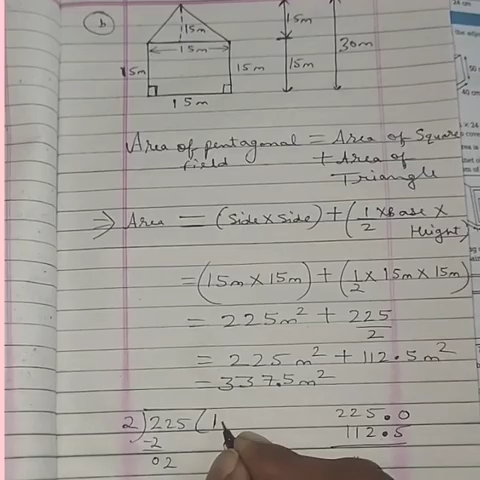 b
15m
15m
15m
15m
15m
15m
15m
30m
Area of pentagonal = Area of Square
field + Area of
Triangle
⇒ Area = (Side × Side) + (1/2 × Base × Height)
= (15m × 15m) + (1/2 × 15m × 15m)
= 225m² + 225/2
= 225m² + 112.5m²
= 337.5m²
2)225(1
-2
02
225.0
112.5